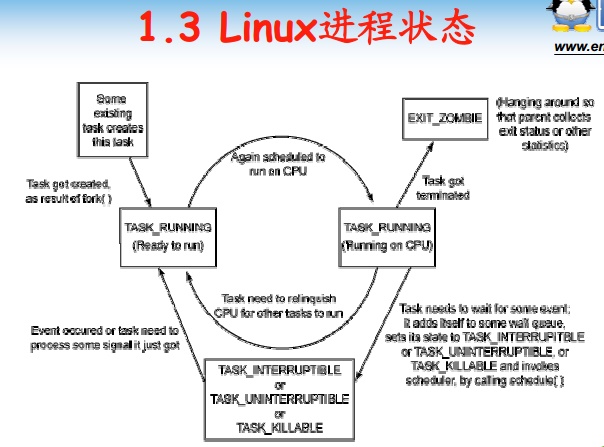 1.3 Linux进程状态
www.en
Some
existing
task creates
this task
EXIT_ZOMBIE
(Hanging around so
that parent collects
exit status or other
statistics)
Again scheduled to
run on CPU
Task got created,
as result of fork( )
Task got
terminated
TASK_RUNNING
(Ready to run)
TASK_RUNNING
(Running on CPU)
Task need to relinquish
CPU for other tasks to run
Event occured or task need to
process some signal it just got
Task needs to wait for some event;
it adds itself to some wait queue,
sets its state to TASK_INTERRUPITBLE
or TASK_UNINTERRUPTIBLE, or
TASK_KILLABLE and invokes
scheduler, by calling schedule( )
TASK_INTERRUPTIBLE
or
TASK_UNINTERRUPTIBLE
or
TASK_KILLABLE